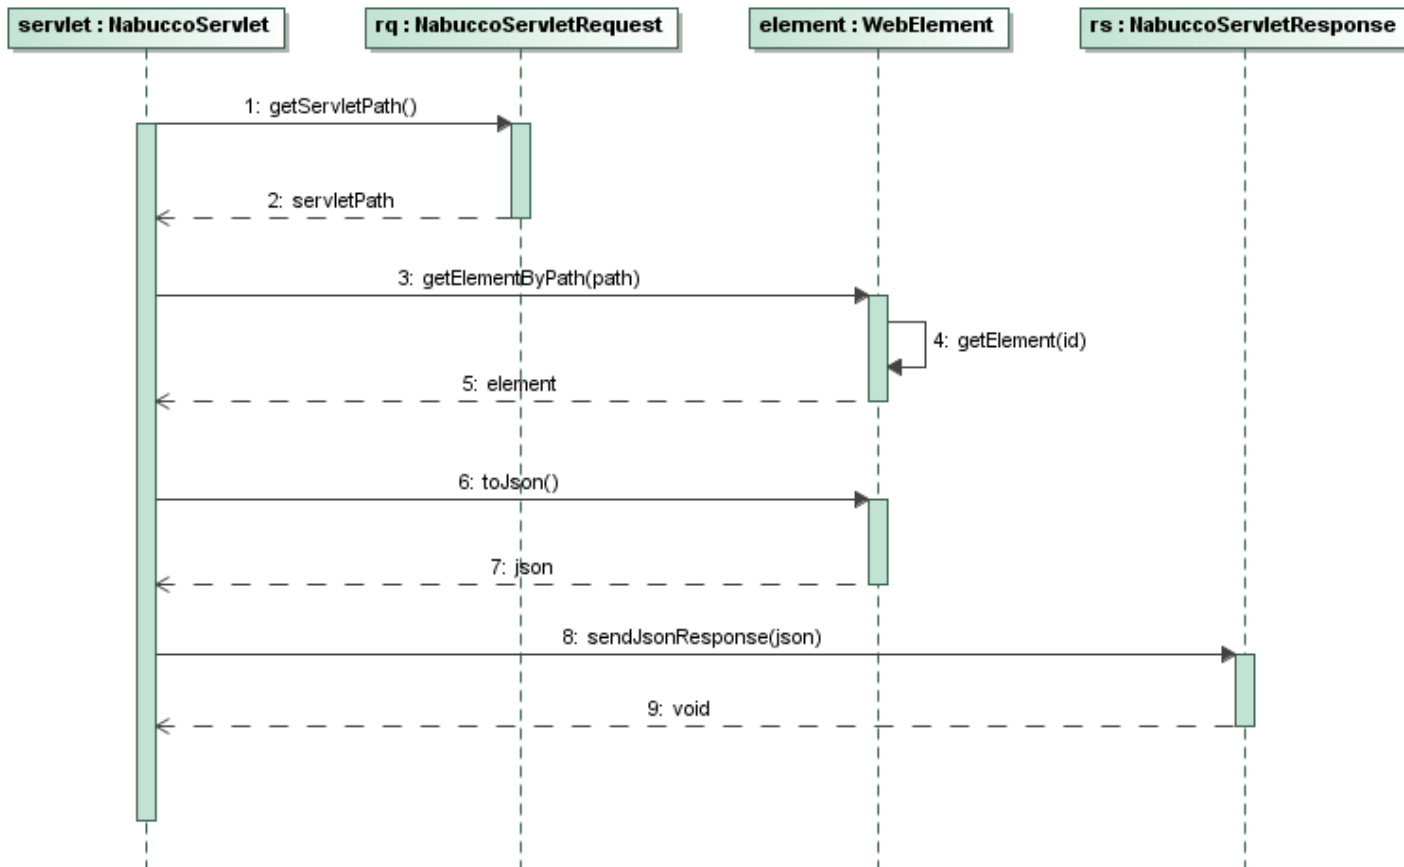 servlet : NabuccoServlet
rq : NabuccoServletRequest
element : WebElement
rs : NabuccoServletResponse
1: getServletPath()
2: servletPath
3: getElementByPath(path)
4: getElement(id)
5: element
6: toJson()
7: json
8: sendJsonResponse(json)
9: void